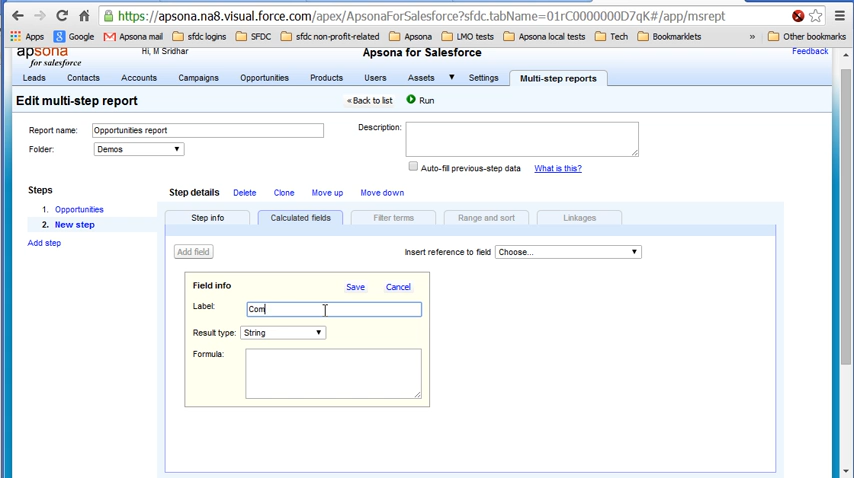 https://apsona.na8.visual.force.com/apex/ApsonaForSalesforce?sfdc.tabName=01rC0000000D7qK#/app/msrept
Apps Google Apsona mail sfdc logins SFDC sfdc non-profit-related Apsona LMO tests Apsona local tests Tech Bookmarklets » Other bookmarks
apsona Hi, M Sridhar Apsona for Salesforce Feedback
for salesforce
Leads Contacts Accounts Campaigns Opportunities Products Users Assets Settings Multi-step reports
Edit multi-step report «Back to list Run
Report name: Opportunities report Description:
Folder: Demos
Auto-fill previous-step data What is this?
Steps Step details Delete Clone Move up Move down
1. Opportunities
2. New step
Add step
Step info Calculated fields Filter terms Range and sort Linkages
Add field Insert reference to field Choose...
Field info Save Cancel
Label: Com
Result type: String
Formula: